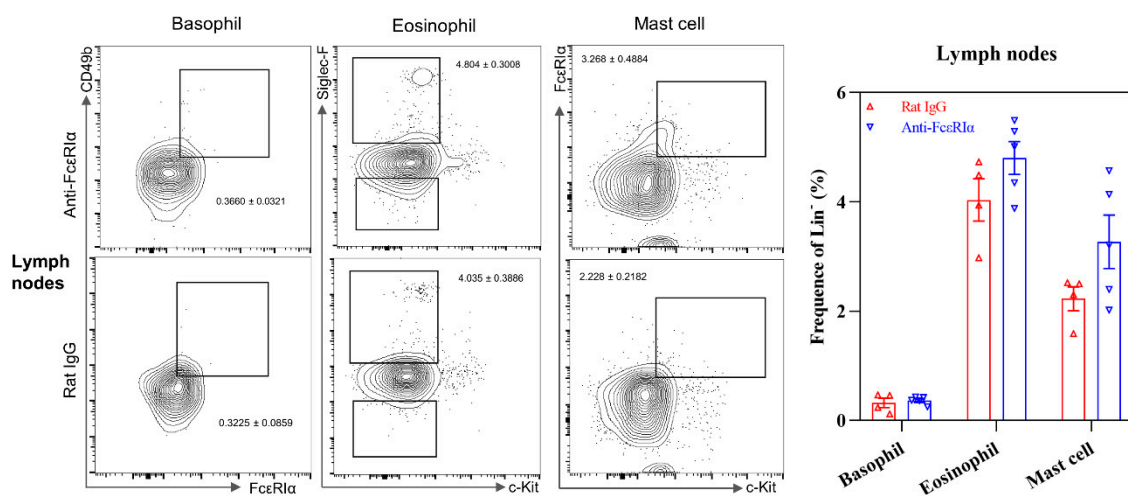 Basophil
Eosinophil
Mast cell
CD49b
Siglec-F
FcεRIα
4.804 ± 0.3008
3.268 ± 0.4884
Anti-FcεRIα
0.3660 ± 0.0321
Lymph
nodes
4.035 ± 0.3886
2.228 ± 0.2182
Rat IgG
0.3225 ± 0.0859
FcεRIα
c-Kit
c-Kit
Lymph nodes
Rat IgG
Anti-FcεRIα
Frequence of Lin⁻ (%)
6
4
2
0
Basophil
Eosinophil
Mast cell